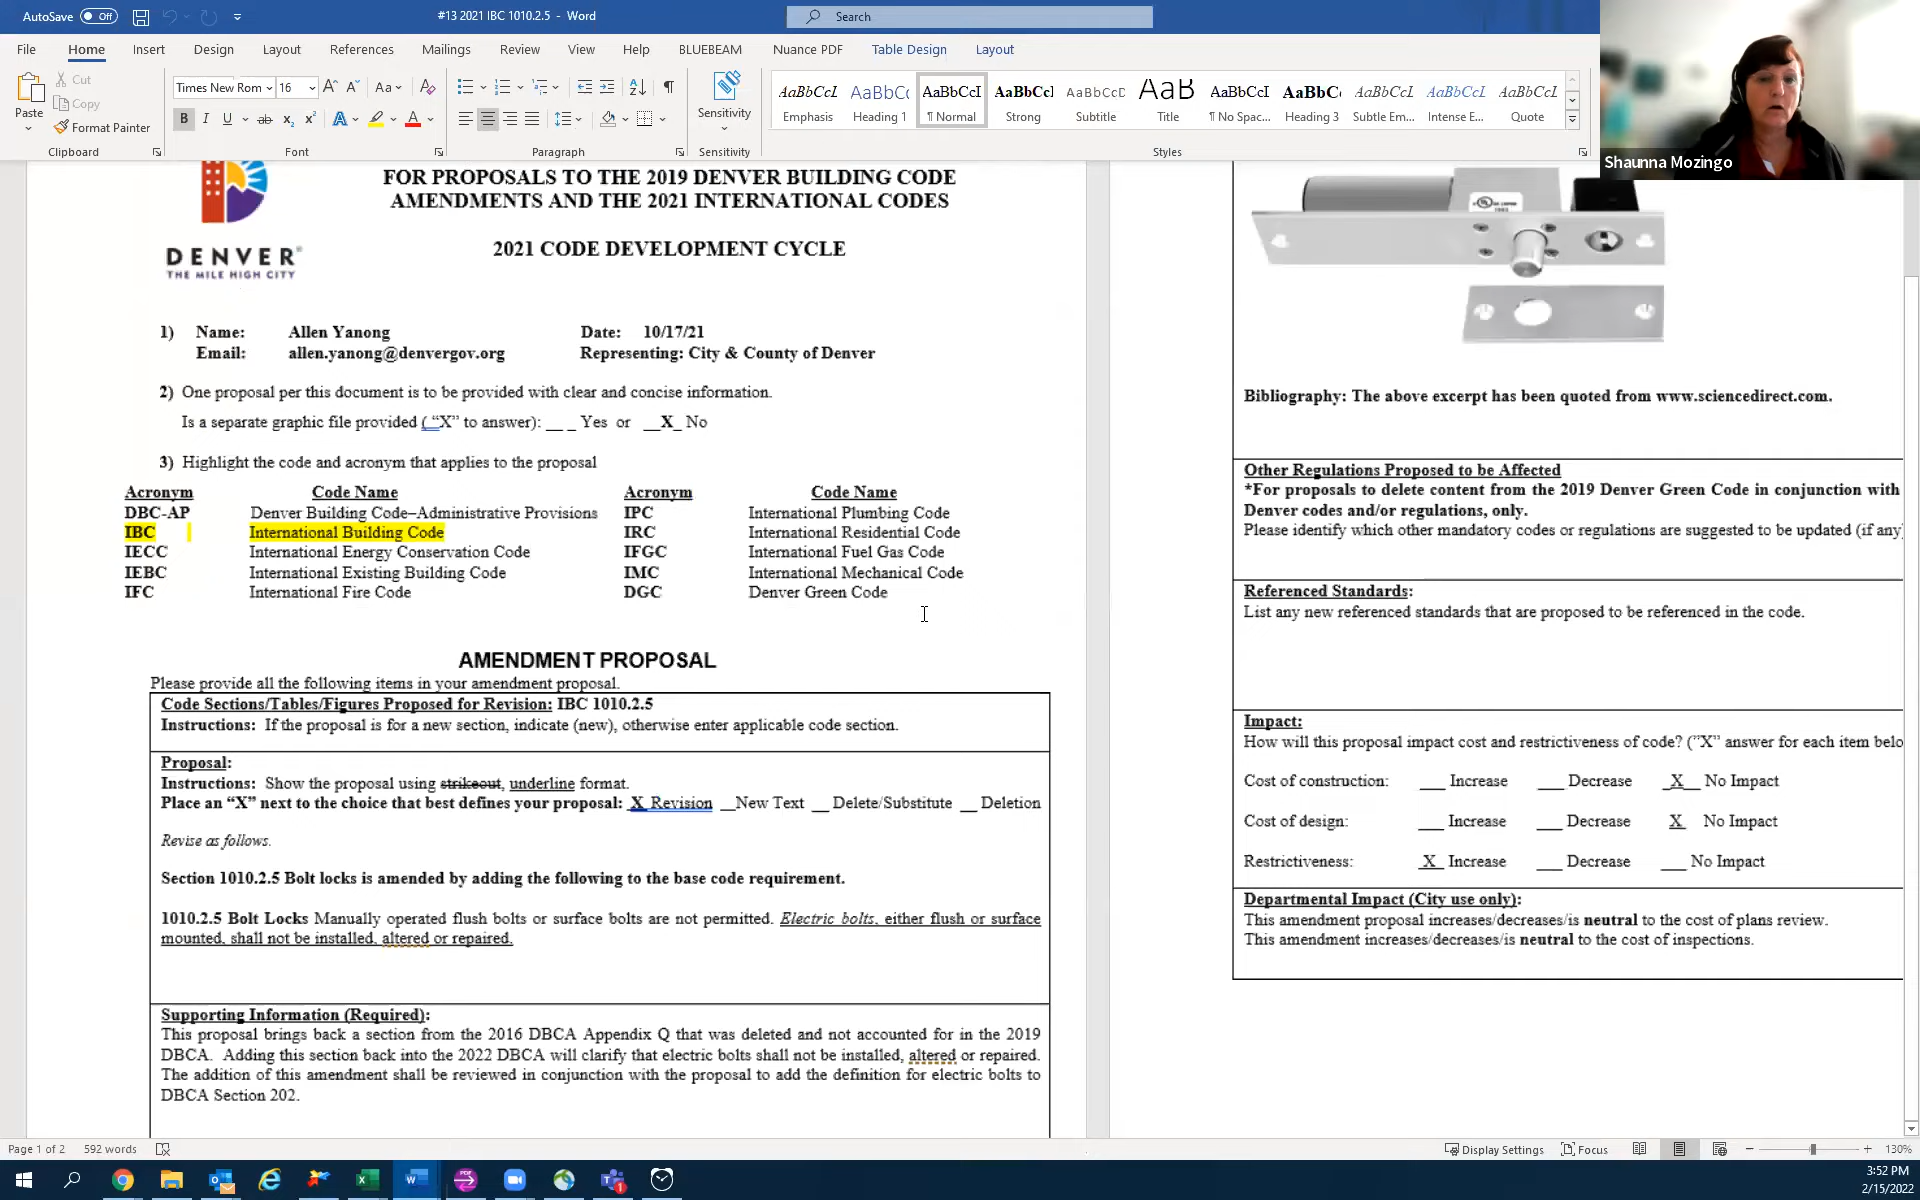 AutoSave Off
#13 2021 IBC 1010.2.5 - Word
Search
File Home Insert Design Layout References Mailings Review View Help BLUEBEAM Nuance PDF Table Design Layout
Paste
Cut
Copy
Format Painter
Clipboard
Times New Rom 16
Font
Paragraph
Sensitivity
Sensitivity
AaBbCcI Emphasis
AaBbCc Heading 1
AaBbCcI ¶ Normal
AaBbCcI Strong
AaBbCcD Subtitle
AaB Title
AaBbCcI ¶ No Spac...
AaBbC Heading 3
AaBbCcL Subtle Em...
AaBbCcL Intense E...
AaBbCcL Quote
Styles
Shaunna Mozingo
DENVER
THE MILE HIGH CITY
FOR PROPOSALS TO THE 2019 DENVER BUILDING CODE
AMENDMENTS AND THE 2021 INTERNATIONAL CODES
2021 CODE DEVELOPMENT CYCLE
1) Name: Allen Yanong Date: 10/17/21
Email: allen.yanong@denvergov.org Representing: City & County of Denver
2) One proposal per this document is to be provided with clear and concise information.
Is a separate graphic file provided ( “X” to answer): __ _ Yes or __X_ No
3) Highlight the code and acronym that applies to the proposal
Acronym Code Name Acronym Code Name
DBC-AP Denver Building Code–Administrative Provisions IPC International Plumbing Code
IBC International Building Code IRC International Residential Code
IECC International Energy Conservation Code IFGC International Fuel Gas Code
IEBC International Existing Building Code IMC International Mechanical Code
IFC International Fire Code DGC Denver Green Code
AMENDMENT PROPOSAL
Please provide all the following items in your amendment proposal.
Code Sections/Tables/Figures Proposed for Revision: IBC 1010.2.5
Instructions: If the proposal is for a new section, indicate (new), otherwise enter applicable code section.
Proposal:
Instructions: Show the proposal using strikeout, underline format.
Place an “X” next to the choice that best defines your proposal: _X_Revision __New Text __ Delete/Substitute __ Deletion
Revise as follows.
Section 1010.2.5 Bolt locks is amended by adding the following to the base code requirement.
1010.2.5 Bolt Locks Manually operated flush bolts or surface bolts are not permitted. Electric bolts, either flush or surface
mounted, shall not be installed, altered or repaired.
Supporting Information (Required):
This proposal brings back a section from the 2016 DBCA Appendix Q that was deleted and not accounted for in the 2019
DBCA. Adding this section back into the 2022 DBCA will clarify that electric bolts shall not be installed, altered or repaired.
The addition of this amendment shall be reviewed in conjunction with the proposal to add the definition for electric bolts to
DBCA Section 202.
Bibliography: The above excerpt has been quoted from www.sciencedirect.com.
Other Regulations Proposed to be Affected
*For proposals to delete content from the 2019 Denver Green Code in conjunction with
Denver codes and/or regulations, only.
Please identify which other mandatory codes or regulations are suggested to be updated (if any
Referenced Standards:
List any new referenced standards that are proposed to be referenced in the code.
Impact:
How will this proposal impact cost and restrictiveness of code? (“X” answer for each item belo
Cost of construction: ___ Increase ___ Decrease _X__ No Impact
Cost of design: ___ Increase ___ Decrease X No Impact
Restrictiveness: _X_ Increase ___ Decrease ___ No Impact
Departmental Impact (City use only):
This amendment proposal increases/decreases/is neutral to the cost of plans review.
This amendment increases/decreases/is neutral to the cost of inspections.
Page 1 of 2 592 words
Display Settings Focus 130%
3:52 PM
2/15/2022